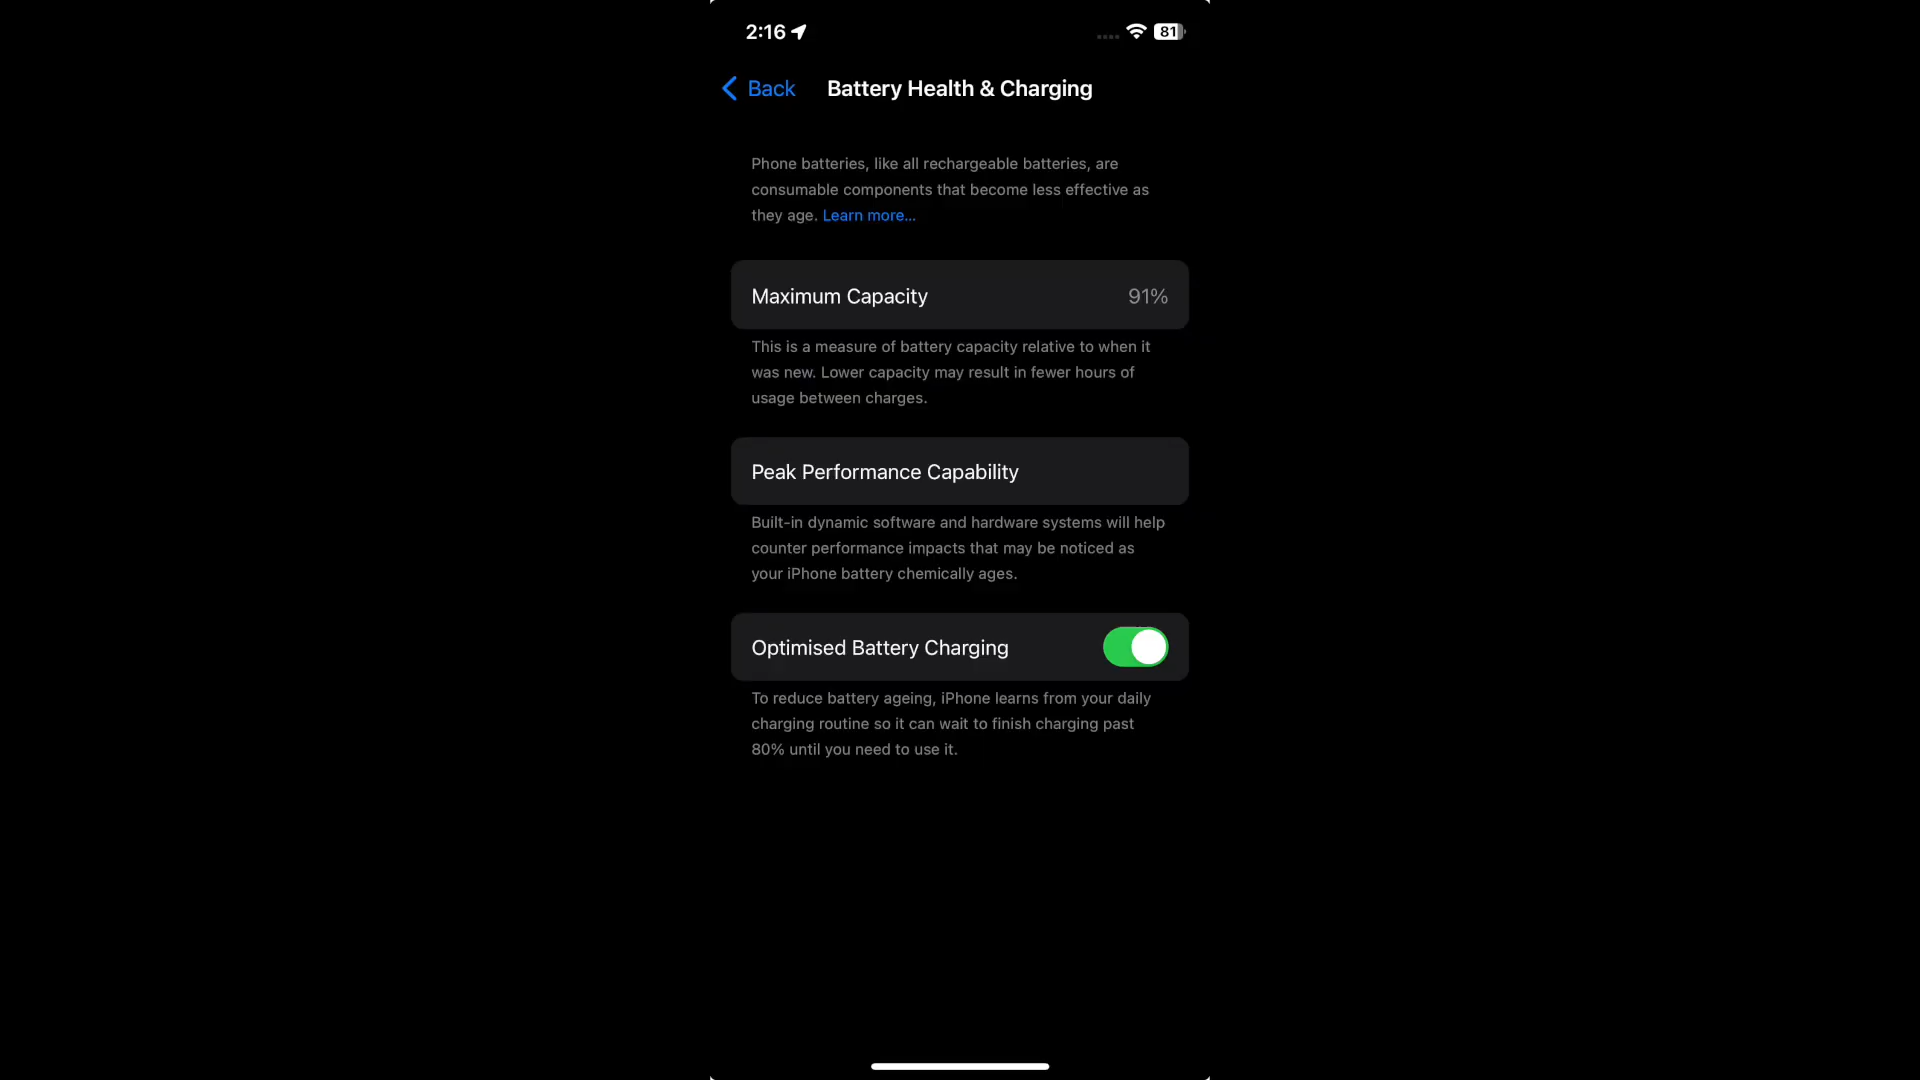 2:16
81
Back
Battery Health & Charging
Phone batteries, like all rechargeable batteries, are
consumable components that become less effective as
they age. Learn more...
Maximum Capacity 91%
This is a measure of battery capacity relative to when it
was new. Lower capacity may result in fewer hours of
usage between charges.
Peak Performance Capability
Built-in dynamic software and hardware systems will help
counter performance impacts that may be noticed as
your iPhone battery chemically ages.
Optimised Battery Charging
To reduce battery ageing, iPhone learns from your daily
charging routine so it can wait to finish charging past
80% until you need to use it.